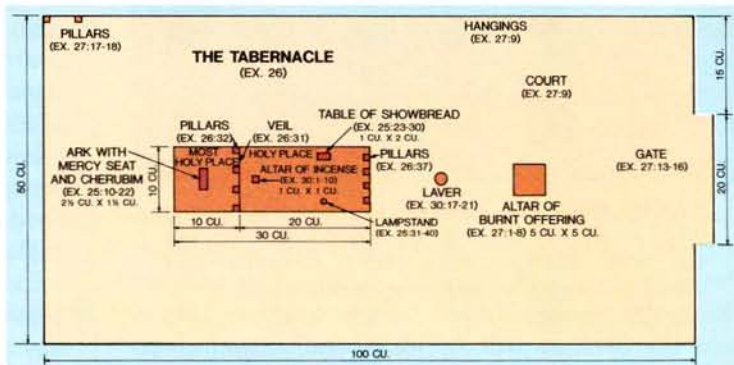 PILLARS
(EX. 27:17-18)
THE TABERNACLE
(EX. 26)
HANGINGS
(EX. 27:9)
COURT
(EX. 27:9)
15 CU.
50 CU.
PILLARS
(EX. 26:32)
VEIL
(EX. 26:31)
TABLE OF SHOWBREAD
(EX. 25:23-30)
1 CU. X 2 CU.
ARK WITH
MERCY SEAT
AND CHERUBIM
(EX. 25:10-22)
2½ CU. X 1½ CU.
10 CU.
MOST
HOLY PLACE
HOLY PLACE
ALTAR OF INCENSE
(EX. 30:1-10)
1 CU. X 1 CU.
PILLARS
(EX. 26:37)
LAVER
(EX. 30:17-21)
ALTAR OF
BURNT OFFERING
(EX. 27:1-8) 5 CU. X 5 CU.
GATE
(EX. 27:13-16)
20 CU.
LAMPSTAND
(EX. 25:31-40)
10 CU.
20 CU.
30 CU.
100 CU.